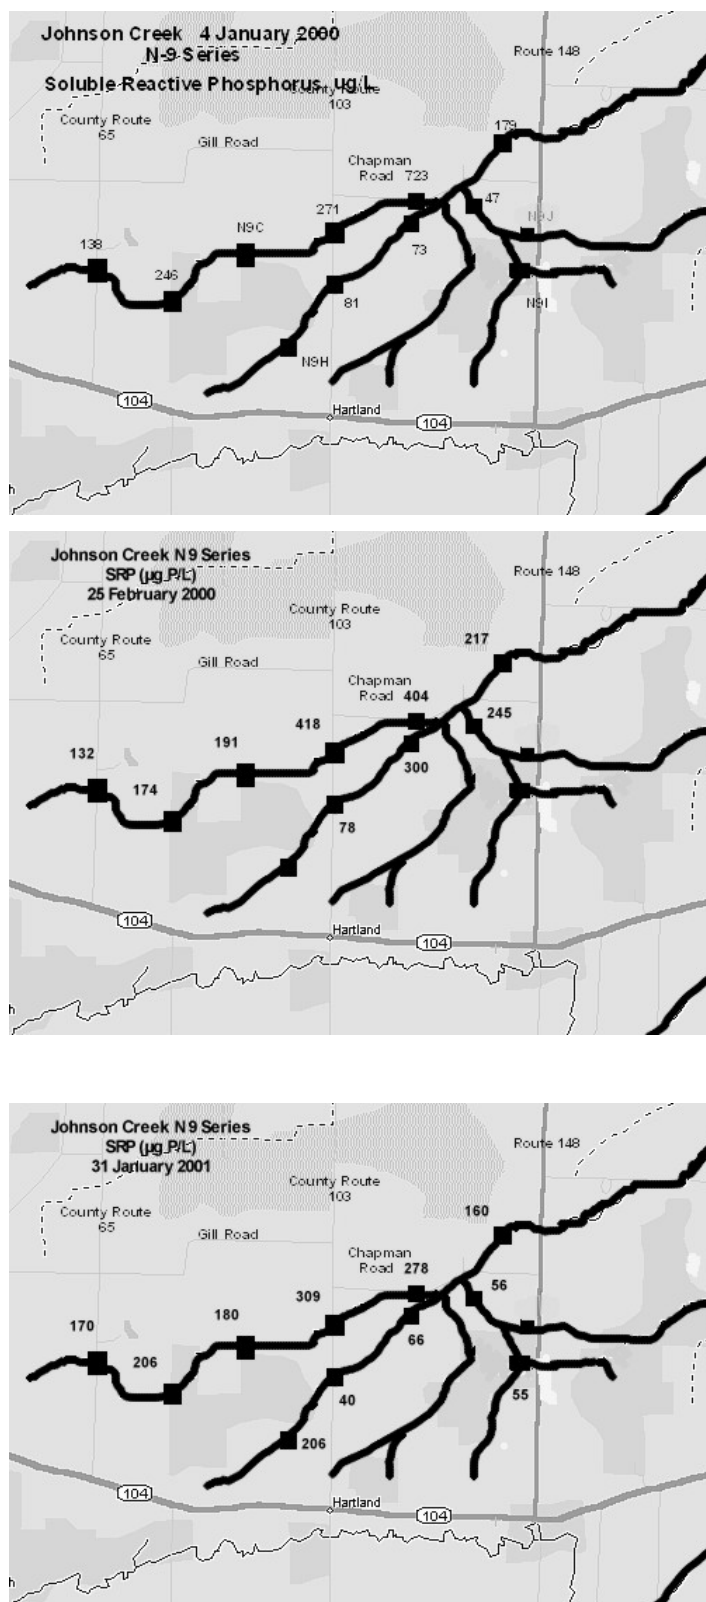 Johnson Creek 4 January 2000
N-9 Series
Soluble Reactive Phosphorus, ug/L
Route 148
County Route
103
County Route
65
Gill Road
179
Chapman
Road 723
271
47
N9J
N9C
138
73
246
81
N9I
N9H
104
Hartland
104
h
Johnson Creek N9 Series
SRP (µg P/L)
25 February 2000
Route 148
County Route
103
County Route
65
Gill Road
217
Chapman
Road 404
418
245
132
191
300
174
78
104
Hartland
104
h
Johnson Creek N9 Series
SRP (µg P/L)
31 January 2001
Route 148
County Route
103
County Route
65
Gill Road
160
Chapman
Road 278
309
56
170
180
66
206
40
55
206
104
Hartland
104
h